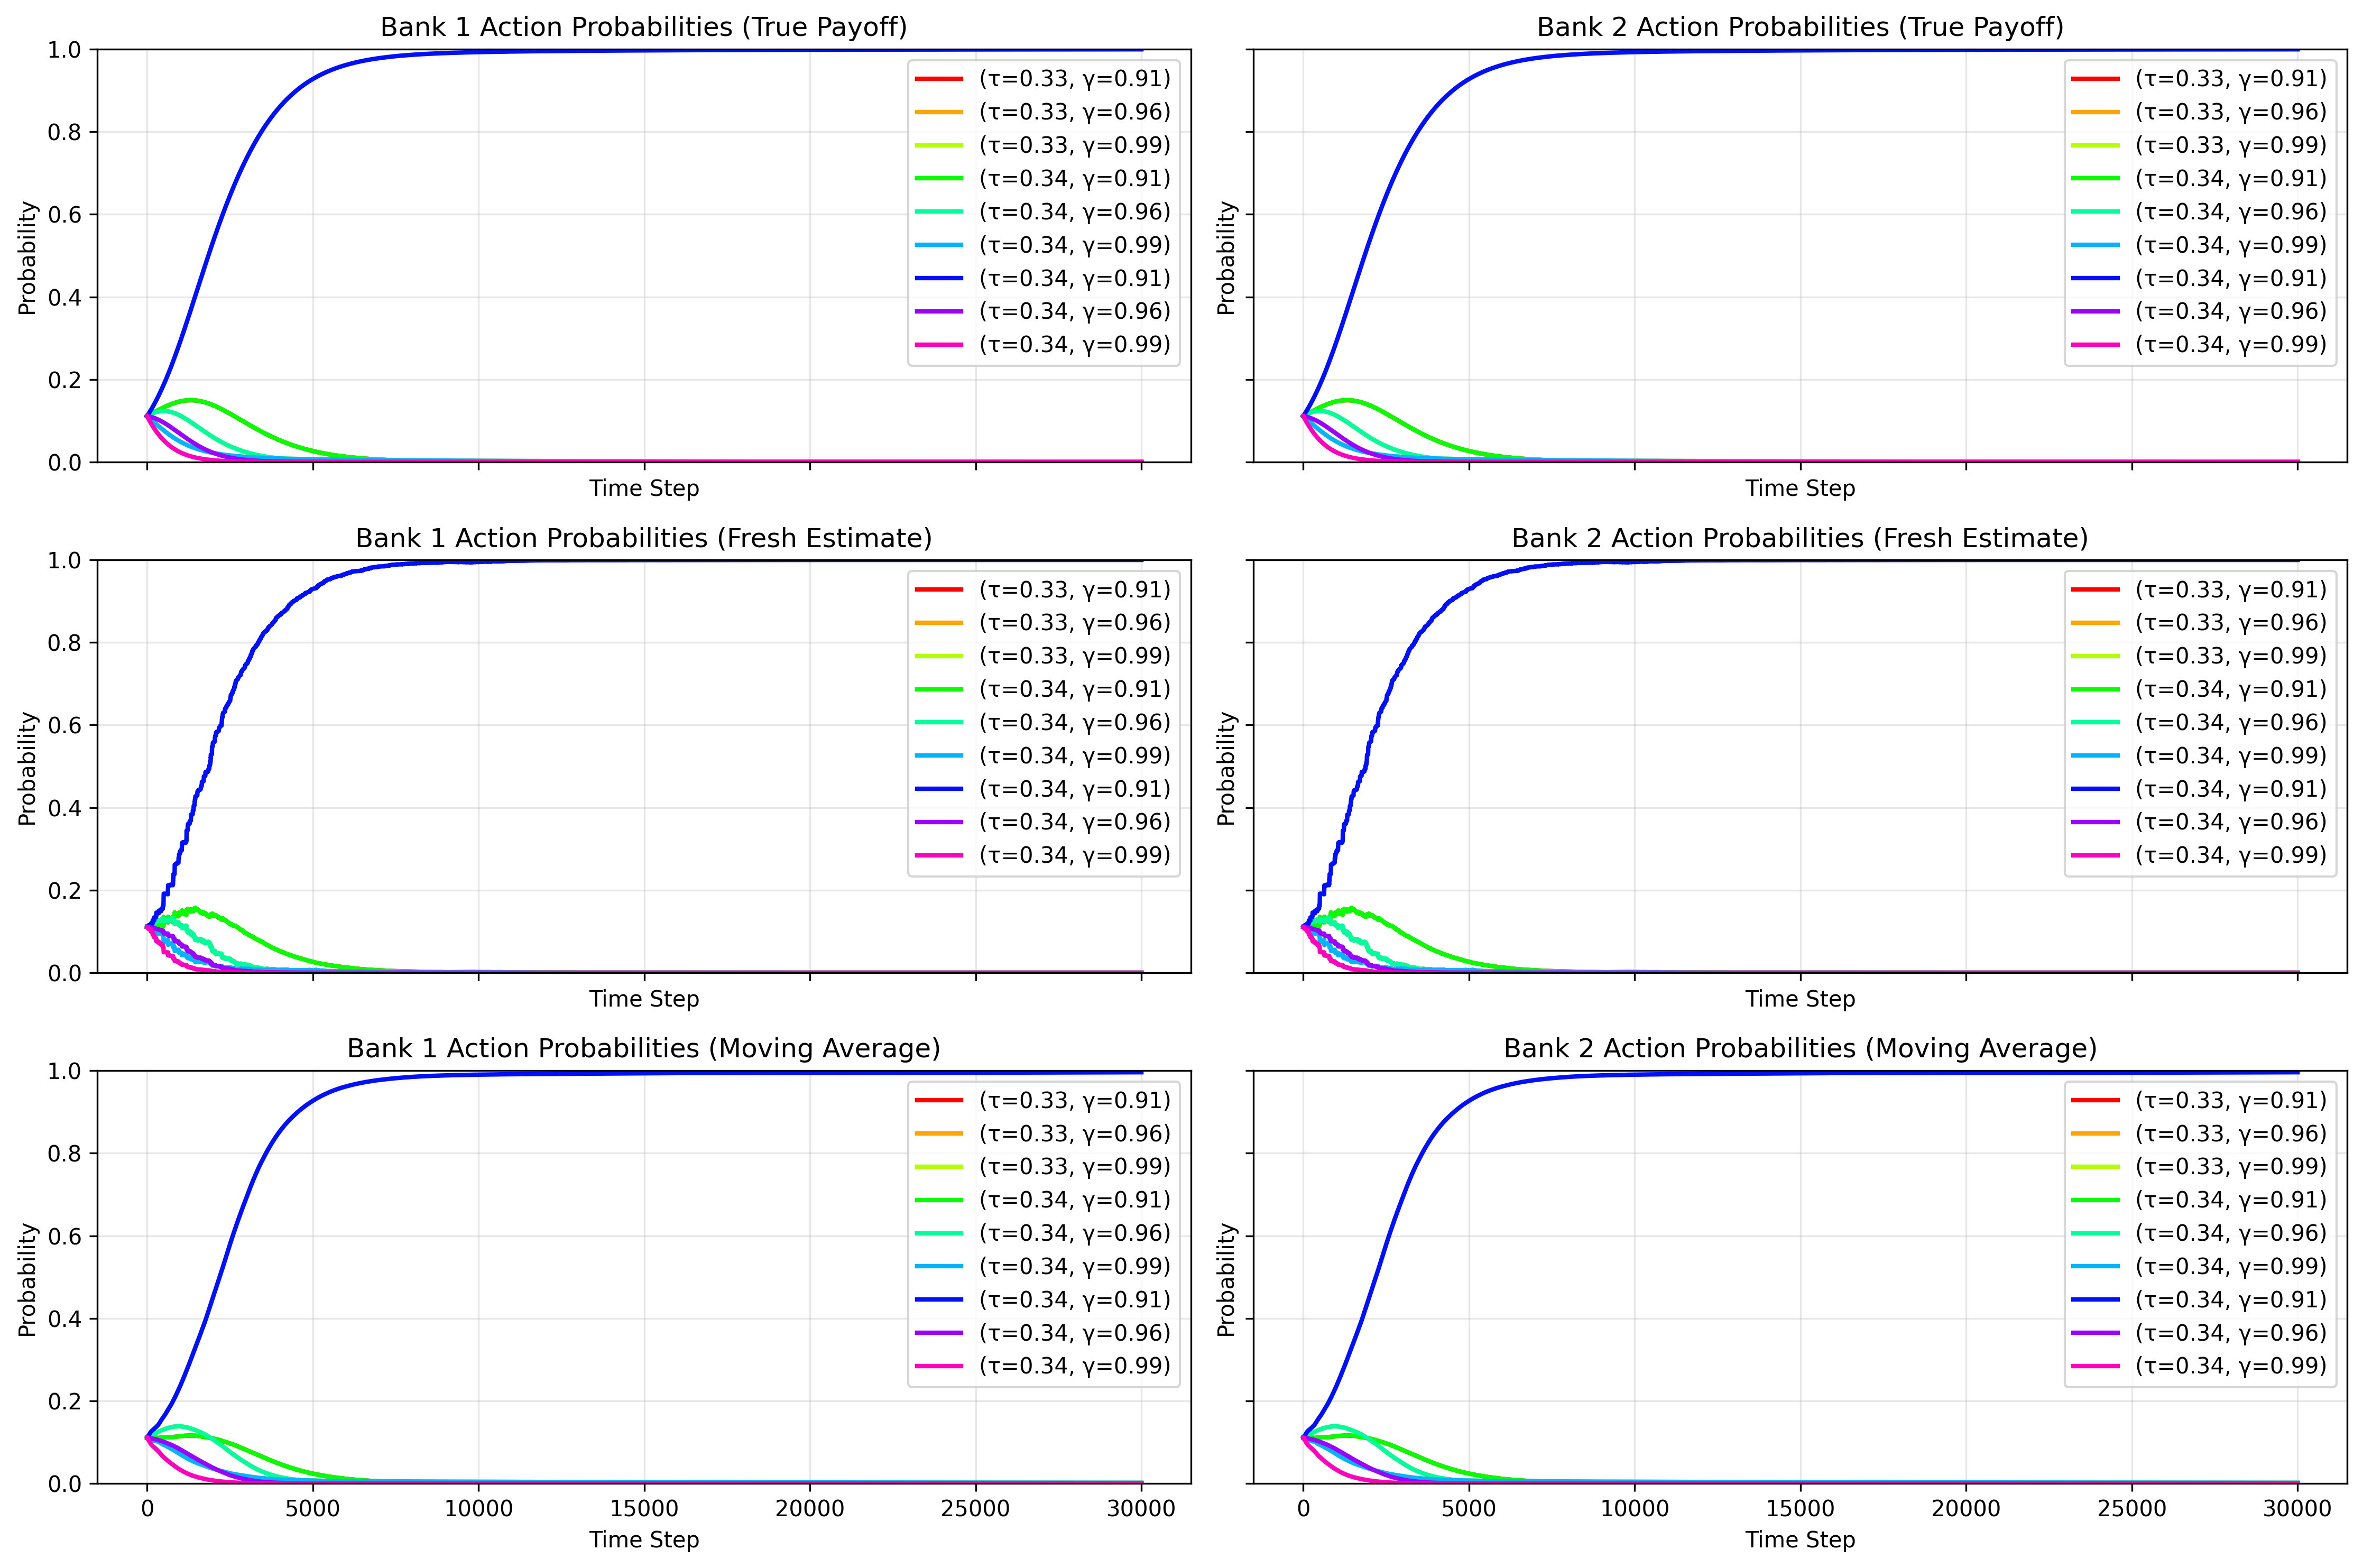 Bank 1 Action Probabilities (True Payoff)
1.0
0.8
0.6
0.4
0.2
0.0
Probability
(τ=0.33, γ=0.91)
(τ=0.33, γ=0.96)
(τ=0.33, γ=0.99)
(τ=0.34, γ=0.91)
(τ=0.34, γ=0.96)
(τ=0.34, γ=0.99)
(τ=0.34, γ=0.91)
(τ=0.34, γ=0.96)
(τ=0.34, γ=0.99)
Time Step
Bank 2 Action Probabilities (True Payoff)
Probability
(τ=0.33, γ=0.91)
(τ=0.33, γ=0.96)
(τ=0.33, γ=0.99)
(τ=0.34, γ=0.91)
(τ=0.34, γ=0.96)
(τ=0.34, γ=0.99)
(τ=0.34, γ=0.91)
(τ=0.34, γ=0.96)
(τ=0.34, γ=0.99)
Time Step
Bank 1 Action Probabilities (Fresh Estimate)
1.0
0.8
0.6
0.4
0.2
0.0
Probability
(τ=0.33, γ=0.91)
(τ=0.33, γ=0.96)
(τ=0.33, γ=0.99)
(τ=0.34, γ=0.91)
(τ=0.34, γ=0.96)
(τ=0.34, γ=0.99)
(τ=0.34, γ=0.91)
(τ=0.34, γ=0.96)
(τ=0.34, γ=0.99)
Time Step
Bank 2 Action Probabilities (Fresh Estimate)
Probability
(τ=0.33, γ=0.91)
(τ=0.33, γ=0.96)
(τ=0.33, γ=0.99)
(τ=0.34, γ=0.91)
(τ=0.34, γ=0.96)
(τ=0.34, γ=0.99)
(τ=0.34, γ=0.91)
(τ=0.34, γ=0.96)
(τ=0.34, γ=0.99)
Time Step
Bank 1 Action Probabilities (Moving Average)
1.0
0.8
0.6
0.4
0.2
0.0
Probability
(τ=0.33, γ=0.91)
(τ=0.33, γ=0.96)
(τ=0.33, γ=0.99)
(τ=0.34, γ=0.91)
(τ=0.34, γ=0.96)
(τ=0.34, γ=0.99)
(τ=0.34, γ=0.91)
(τ=0.34, γ=0.96)
(τ=0.34, γ=0.99)
0 5000 10000 15000 20000 25000 30000
Time Step
Bank 2 Action Probabilities (Moving Average)
Probability
(τ=0.33, γ=0.91)
(τ=0.33, γ=0.96)
(τ=0.33, γ=0.99)
(τ=0.34, γ=0.91)
(τ=0.34, γ=0.96)
(τ=0.34, γ=0.99)
(τ=0.34, γ=0.91)
(τ=0.34, γ=0.96)
(τ=0.34, γ=0.99)
0 5000 10000 15000 20000 25000 30000
Time Step